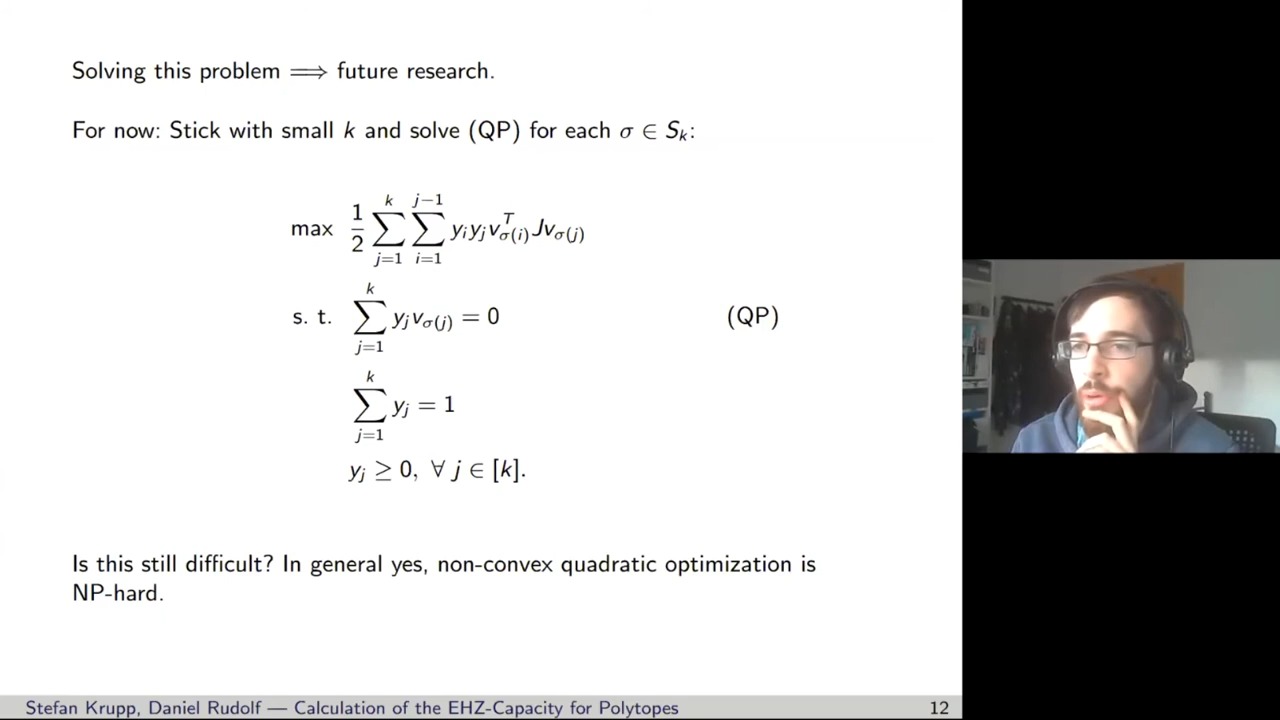 Solving this problem ⟹ future research.
For now: Stick with small k and solve (QP) for each σ ∈ Sₖ:
max 1/2 ∑_{j=1}^{k} ∑_{i=1}^{j−1} y_i y_j v_{σ(i)}^T J v_{σ(j)}
s. t. ∑_{j=1}^{k} y_j v_{σ(j)} = 0 (QP)
∑_{j=1}^{k} y_j = 1
y_j ≥ 0, ∀ j ∈ [k].
Is this still difficult? In general yes, non-convex quadratic optimization is
NP-hard.
Stefan Krupp, Daniel Rudolf — Calculation of the EHZ-Capacity for Polytopes 12